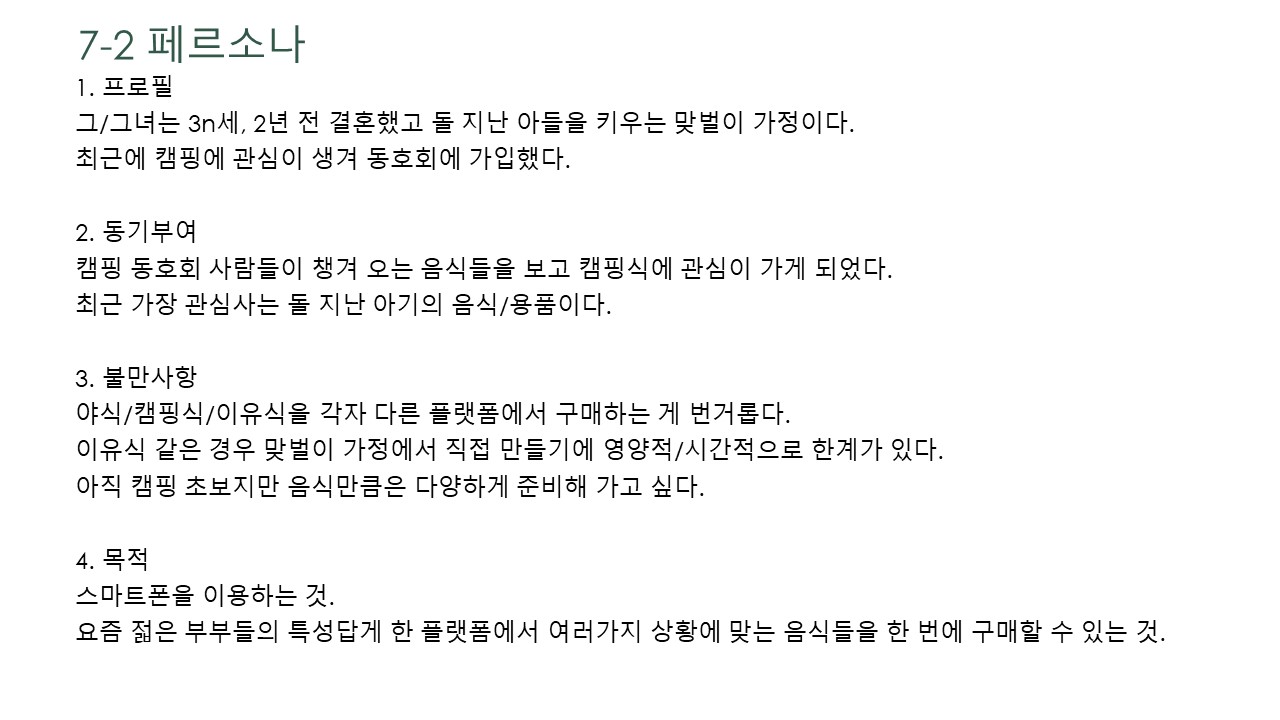 7-2 페르소나
1. 프로필
그/그녀는 3n세, 2년 전 결혼했고 돌 지난 아들을 키우는 맞벌이 가정이다.
최근에 캠핑에 관심이 생겨 동호회에 가입했다.
2. 동기부여
캠핑 동호회 사람들이 챙겨 오는 음식들을 보고 캠핑식에 관심이 가게 되었다.
최근 가장 관심사는 돌 지난 아기의 음식/용품이다.
3. 불만사항
야식/캠핑식/이유식을 각자 다른 플랫폼에서 구매하는 게 번거롭다.
이유식 같은 경우 맞벌이 가정에서 직접 만들기에 영양적/시간적으로 한계가 있다.
아직 캠핑 초보지만 음식만큼은 다양하게 준비해 가고 싶다.
4. 목적
스마트폰을 이용하는 것.
요즘 젊은 부부들의 특성답게 한 플랫폼에서 여러가지 상황에 맞는 음식들을 한 번에 구매할 수 있는 것.